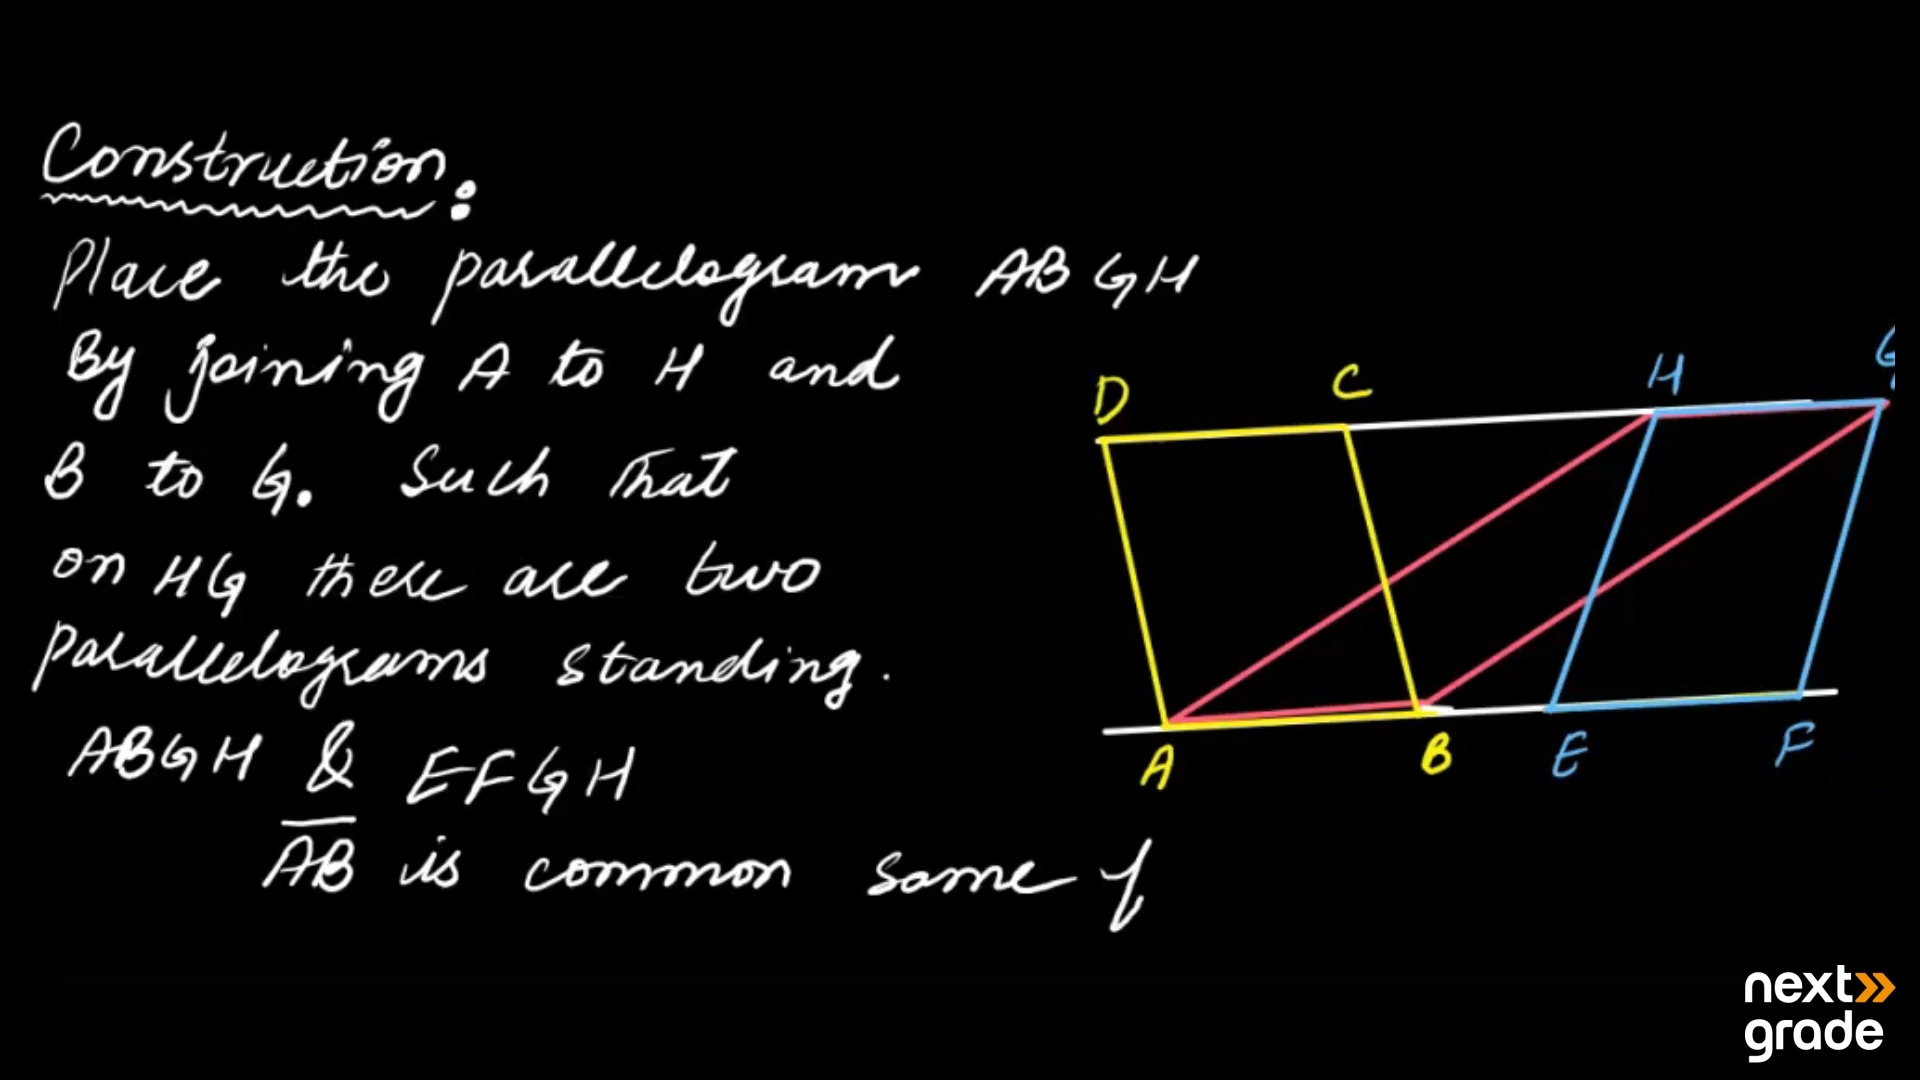 Construction:
Place the parallelogram ABGH
By joining A to H and
B to G. Such that
on HG there are two
parallelograms standing.
ABGH & EFGH
AB is common same
D
C
H
G
A
B
E
F
next
grade